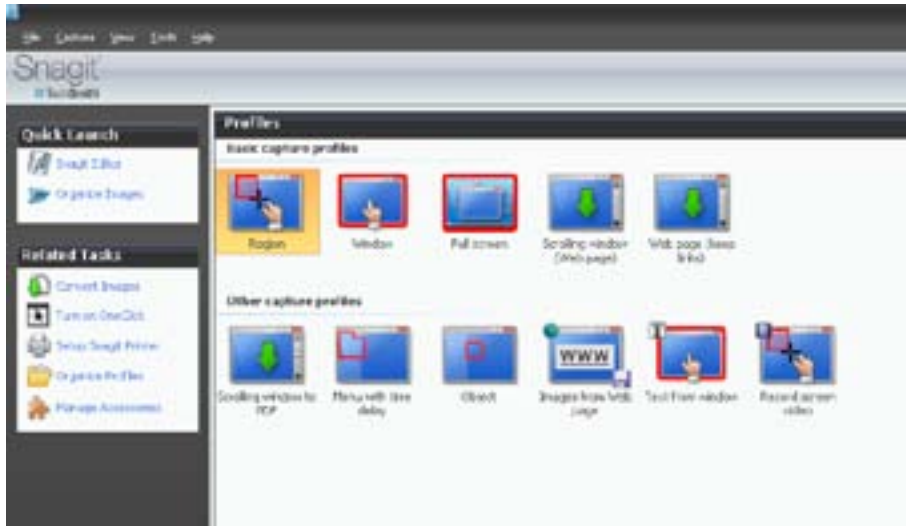 File Capture View Tools Help
Snagit
Quick Launch
Snagit Editor
Organize Images
Related Tasks
Convert Images
Turn on OneClick
Setup Snagit Printer
Organize Profiles
Manage Accessories
Profiles
Basic capture profiles
Region
Window
Full screen
Scrolling window
(Web page)
Web page (keep
links)
Other capture profiles
Scrolling window to
PDF
Menu with time
delay
Object
WWW
Images from Web
page
Text from window
Record screen
video